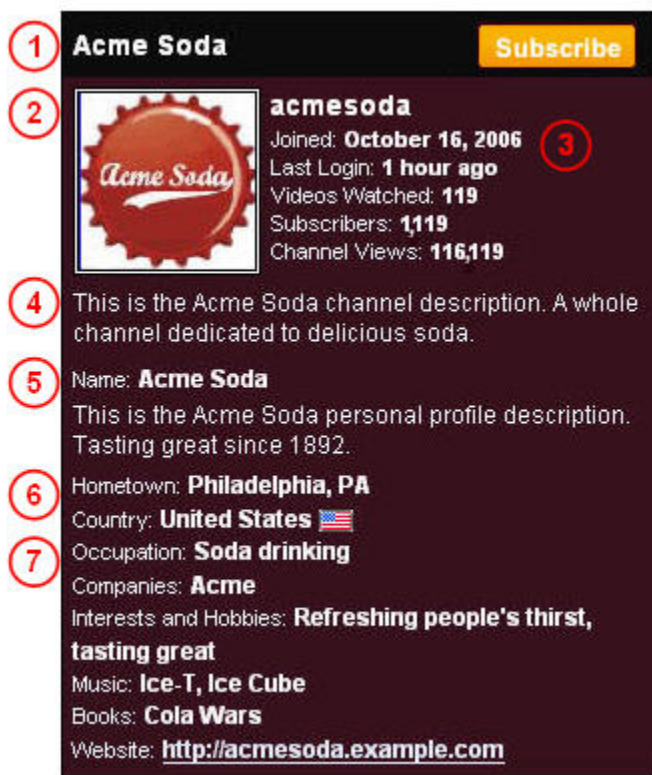 1
Acme Soda
Subscribe
2
Acme Soda
acmesoda
Joined: October 16, 2006
3
Last Login: 1 hour ago
Videos Watched: 119
Subscribers: 1,119
Channel Views: 116,119
4
This is the Acme Soda channel description. A whole
channel dedicated to delicious soda.
5
Name: Acme Soda
This is the Acme Soda personal profile description.
Tasting great since 1892.
6
Hometown: Philadelphia, PA
Country: United States
7
Occupation: Soda drinking
Companies: Acme
Interests and Hobbies: Refreshing people's thirst,
tasting great
Music: Ice-T, Ice Cube
Books: Cola Wars
Website: http://acmesoda.example.com